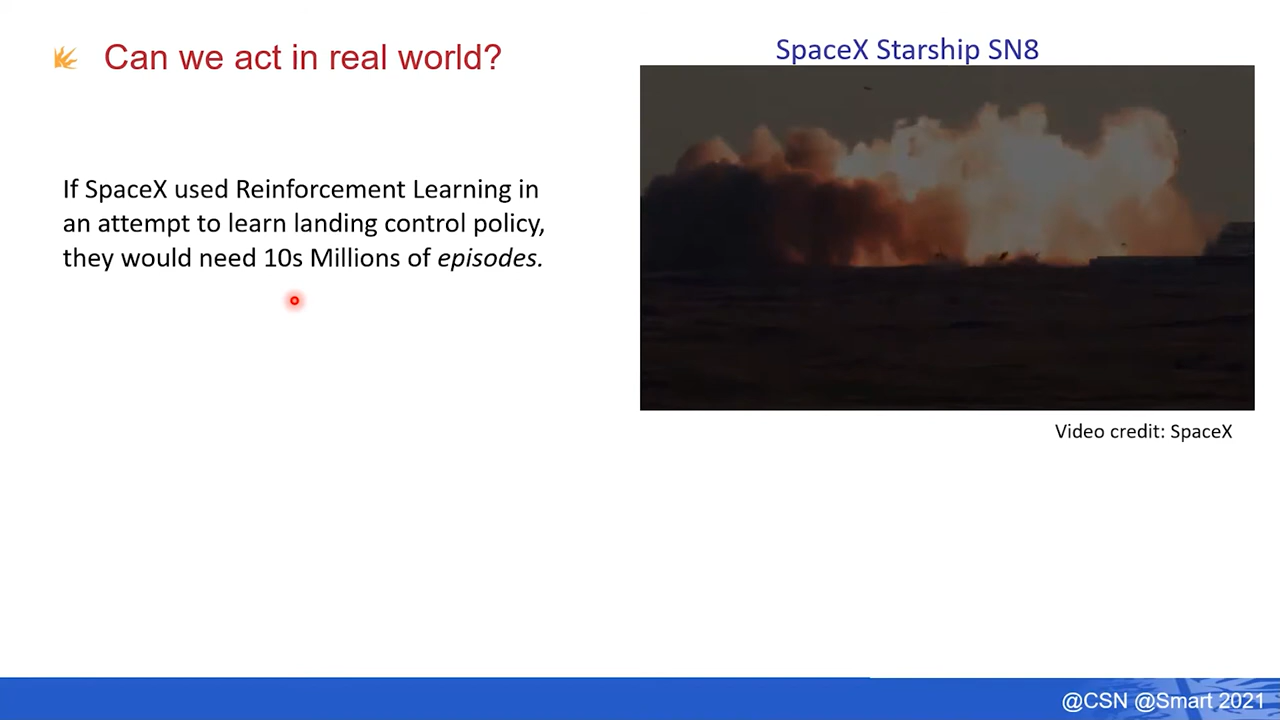 Can we act in real world?
SpaceX Starship SN8
If SpaceX used Reinforcement Learning in
an attempt to learn landing control policy,
they would need 10s Millions of episodes.
Video credit: SpaceX
@CSN @Smart 2021